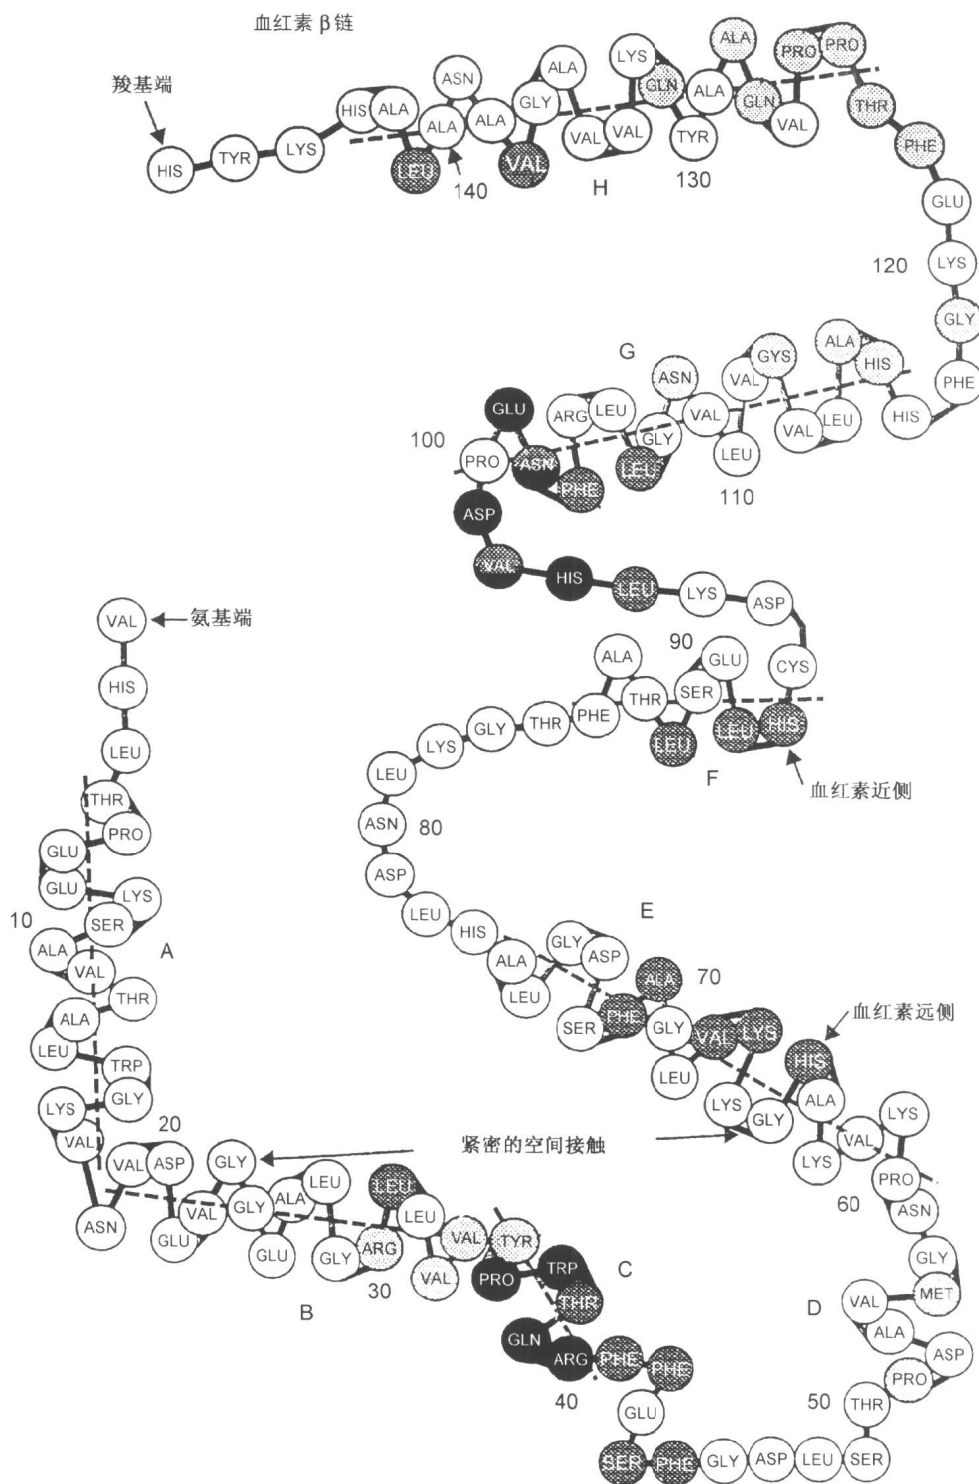 血红素 β 链
羧基端
HIS TYR LYS HIS ALA LEU ALA ASN ALA VAL GLY ALA VAL VAL LYS GLN TYR ALA ALA GLN VAL PRO PRO THR PHE
140
H
130
GLU
LYS
120
GLY
PHE
G
GLU PRO ASN PHE ARG LEU LEU GLY ASN VAL LEU VAL GYS VAL LEU ALA HIS HIS
100
110
ASP
VAL HIS LEU LYS ASP
CYS
90
LYS GLY THR PHE ALA THR LEU SER GLU LEU HIS
F
血红素近侧
氨基端
VAL
HIS
LEU
THR
PRO
GLU
GLU
LYS
SER
10
ALA
A
VAL
THR
ALA
LEU
TRP
GLY
LYS
VAL
20
ASN VAL ASP GLU VAL GLY GLY GLU ALA LEU GLY ARG LEU LEU VAL VAL TYR
B
30
紧密的空间接触
LEU
ASN
80
ASP
LEU HIS ALA LEU GLY ASP SER PHE ALA GLY LEU VAL LYS LYS GLY HIS ALA LYS VAL LYS PRO
E
70
血红素远侧
60
ASN
GLY
MET
D
VAL
ALA
ASP
PRO
50
THR
PRO TRP
C
THR
GLN ARG PHE PHE
40
GLU
SER PHE GLY ASP LEU SER